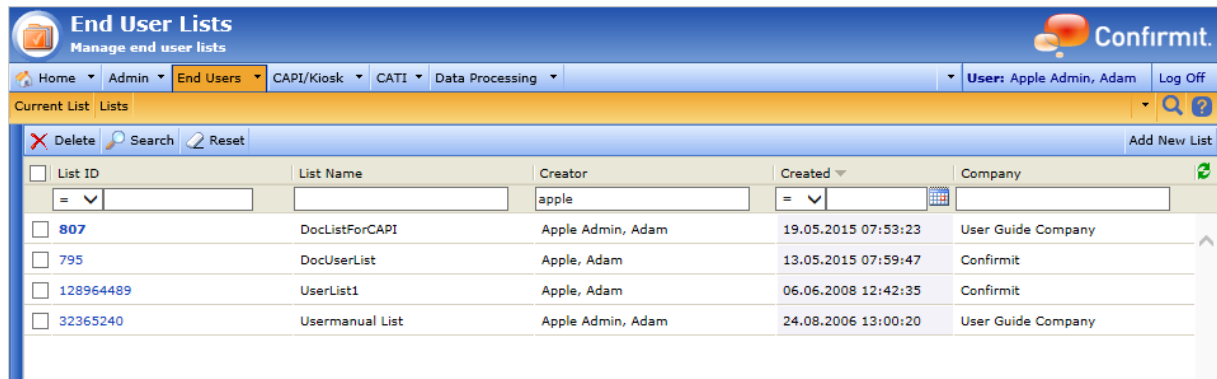 End User Lists
Manage end user lists
Confirmit.
Home Admin End Users CAPI/Kiosk CATI Data Processing User: Apple Admin, Adam Log Off
Current List Lists
Delete Search Reset Add New List
List ID List Name Creator Created Company
= apple =
807 DocListForCAPI Apple Admin, Adam 19.05.2015 07:53:23 User Guide Company
795 DocUserList Apple, Adam 13.05.2015 07:59:47 Confirmit
128964489 UserList1 Apple, Adam 06.06.2008 12:42:35 Confirmit
32365240 Usermanual List Apple Admin, Adam 24.08.2006 13:00:20 User Guide Company